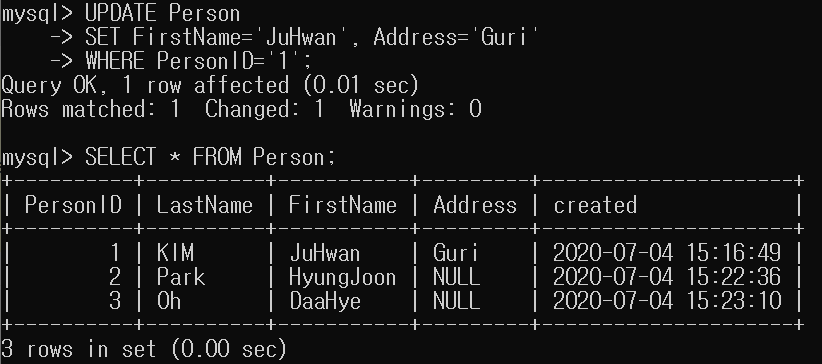 mysql> UPDATE Person
    -> SET FirstName='JuHwan', Address='Guri'
    -> WHERE PersonID='1';
Query OK, 1 row affected (0.01 sec)
Rows matched: 1  Changed: 1  Warnings: 0

mysql> SELECT * FROM Person;
+----------+----------+-----------+---------+---------------------+
| PersonID | LastName | FirstName | Address | created             |
+----------+----------+-----------+---------+---------------------+
|        1 | KIM      | JuHwan    | Guri    | 2020-07-04 15:16:49 |
|        2 | Park     | HyungJoon | NULL    | 2020-07-04 15:22:36 |
|        3 | Oh       | DaaHye    | NULL    | 2020-07-04 15:23:10 |
+----------+----------+-----------+---------+---------------------+
3 rows in set (0.00 sec)